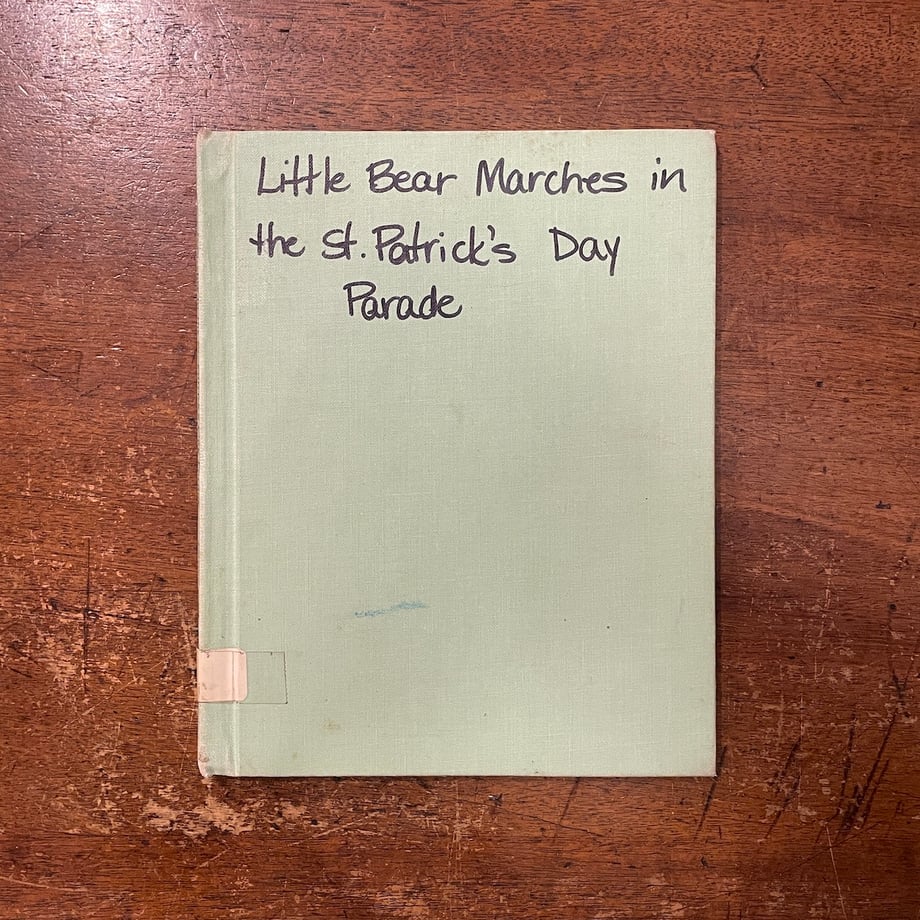 Little Bear Marches in
the St. Patrick's Day
Parade